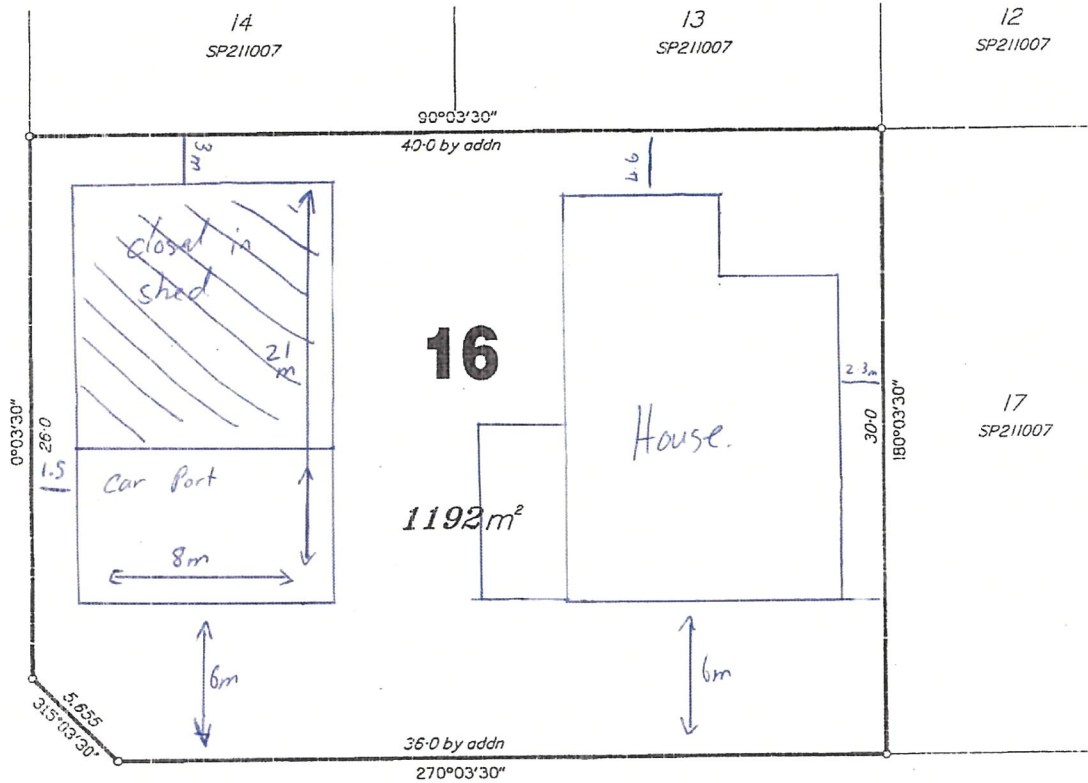 14
SP211007
13
SP211007
12
SP211007
90°03'30"
40·0 by addn
3m
closed in
shed
21
m
16
House.
2·3m
30·0
180°03'30"
17
SP211007
0°03'30"
26·0
1.5
Car Port
1192m²
8m
6m
6m
5.655
315°03'30"
36·0 by addn
270°03'30"